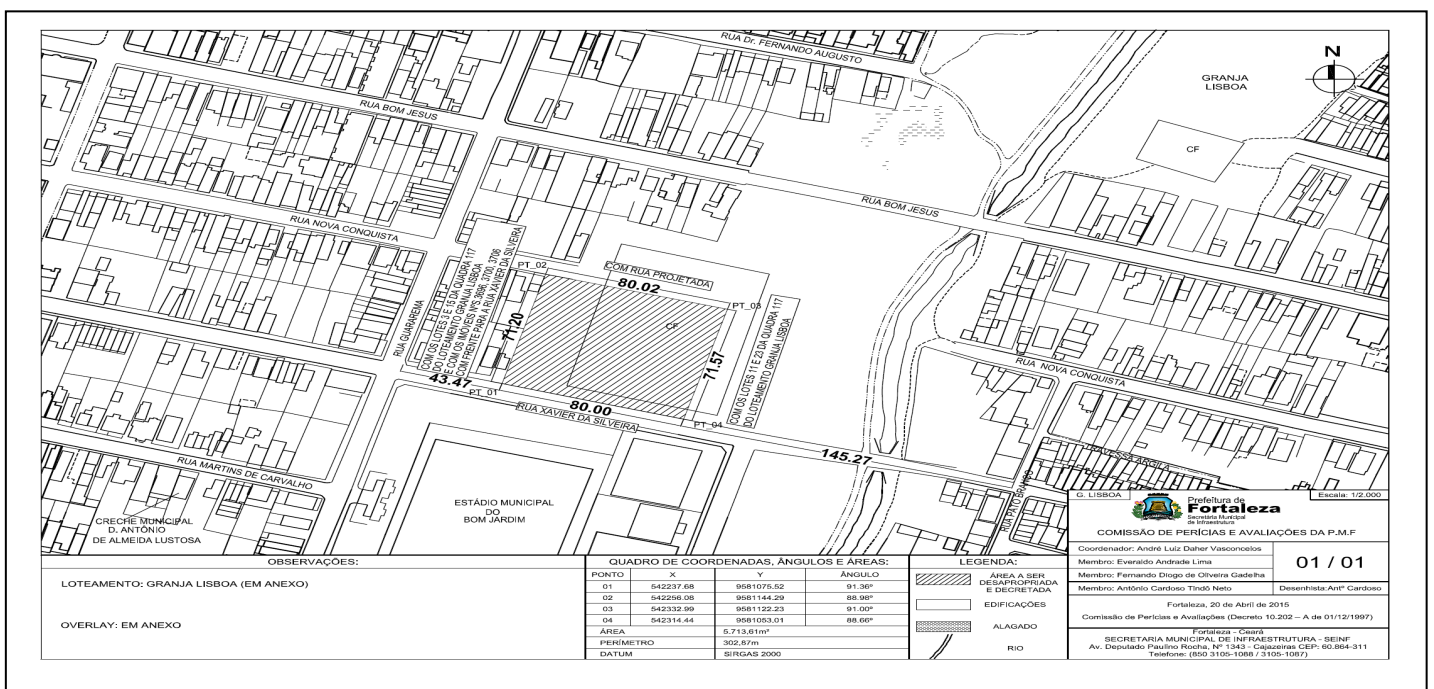 RUA Dr. FERNANDO AUGUSTO
N
GRANJA
LISBOA
RUA BOM JESUS
CF
RUA BOM JESUS
RUA NOVA CONQUISTA
COM OS LOTES 3 E 15 DA QUADRA 117
DO LOTEAMENTO GRANJA LISBOA
E COM OS IMÓVEIS NºS 3696, 3700, 3706
COM FRENTE PARA A RUA XAVIER DA SILVEIRA
PT_02
COM RUA PROJETADA
80.02
PT_03
CF
71.20
71.57
COM OS LOTES 11 E 23 DA QUADRA 117
DO LOTEAMENTO GRANJA LISBOA
RUA GUARAREMA
43.47
PT_01
80.00
RUA XAVIER DA SILVEIRA
PT_04
RUA NOVA CONQUISTA
145.27
TRAVESSA ARGILA
RUA PATO BRANCO
RUA MARTINS DE CARVALHO
ESTÁDIO MUNICIPAL
DO
BOM JARDIM
CRECHE MUNICIPAL
D. ANTÔNIO
DE ALMEIDA LUSTOSA
OBSERVAÇÕES:
LOTEAMENTO: GRANJA LISBOA (EM ANEXO)
OVERLAY: EM ANEXO
QUADRO DE COORDENADAS, ÂNGULOS E ÁREAS:
PONTO X Y ÂNGULO
01 542237.68 9581075.52 91.36º
02 542256.08 9581144.29 88.98º
03 542332.99 9581122.23 91.00º
04 542314.44 9581053,01 88.66º
ÁREA 5.713,61m²
PERÍMETRO 302,87m
DATUM SIRGAS 2000
LEGENDA:
ÁREA A SER
DESAPROPRIADA
E DECRETADA
EDIFICAÇÕES
ALAGADO
RIO
G. LISBOA
Escala: 1/2.000
Prefeitura de
Fortaleza
Secretaria Municipal
de Infraestrutura
COMISSÃO DE PERÍCIAS E AVALIAÇÕES DA P.M.F
Coordenador: André Luiz Daher Vasconcelos
Membro: Everaldo Andrade Lima
01 / 01
Membro: Fernando Diogo de Oliveira Gadelha
Membro: Antônio Cardoso Tindô Neto
Desenhista:Antº Cardoso
Fortaleza, 20 de Abril de 2015
Comissão de Perícias e Avaliações (Decreto 10.202 – A de 01/12/1997)
Fortaleza - Ceará
SECRETARIA MUNICIPAL DE INFRAESTRUTURA - SEINF
Av. Deputado Paulino Rocha, Nº 1343 - Cajazeiras CEP: 60.864-311
Telefone: (850 3105-1088 / 3105-1087)